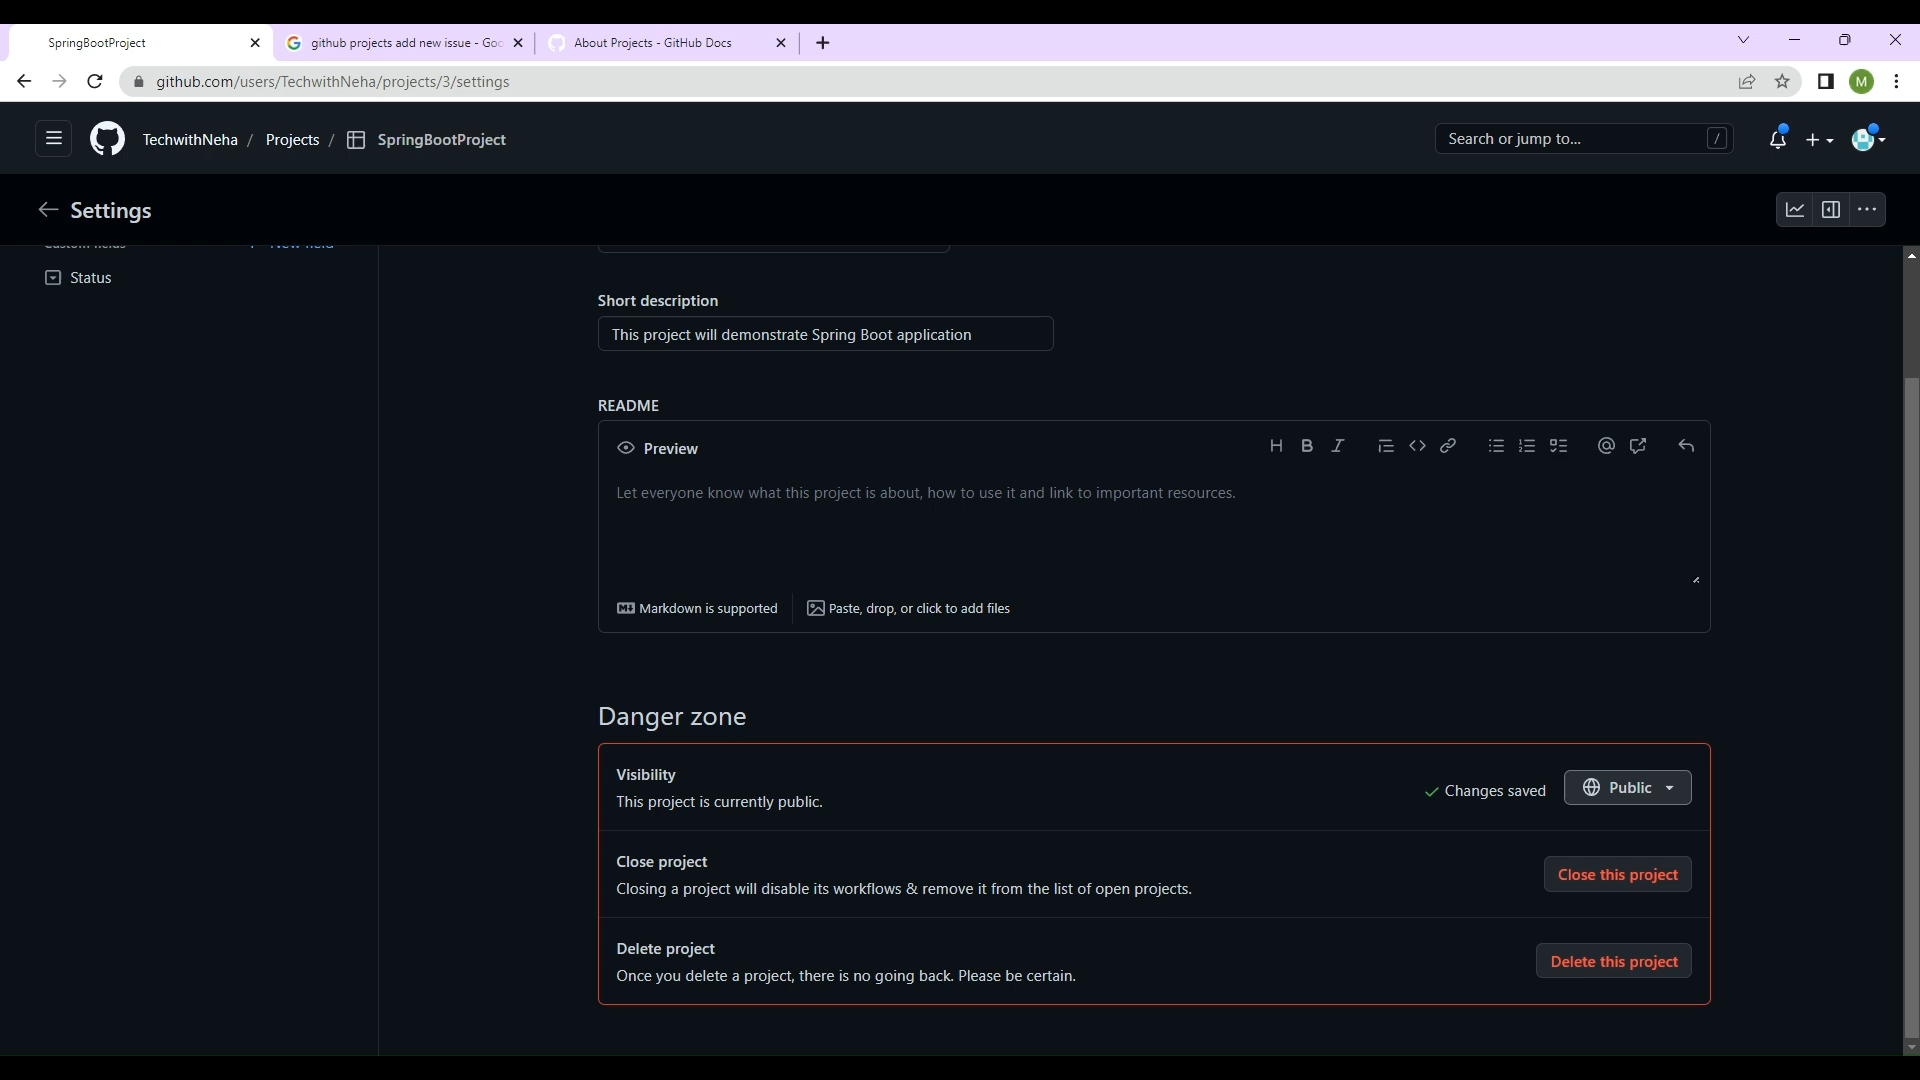 SpringBootProject
github projects add new issue - Goo
About Projects - GitHub Docs
github.com/users/TechwithNeha/projects/3/settings
M
TechwithNeha / Projects / SpringBootProject
Search or jump to...
/
Settings
Custom fields
New field
Status
Short description
This project will demonstrate Spring Boot application
README
Preview
Let everyone know what this project is about, how to use it and link to important resources.
Markdown is supported
Paste, drop, or click to add files
Danger zone
Visibility
This project is currently public.
Changes saved
Public
Close project
Closing a project will disable its workflows & remove it from the list of open projects.
Close this project
Delete project
Once you delete a project, there is no going back. Please be certain.
Delete this project